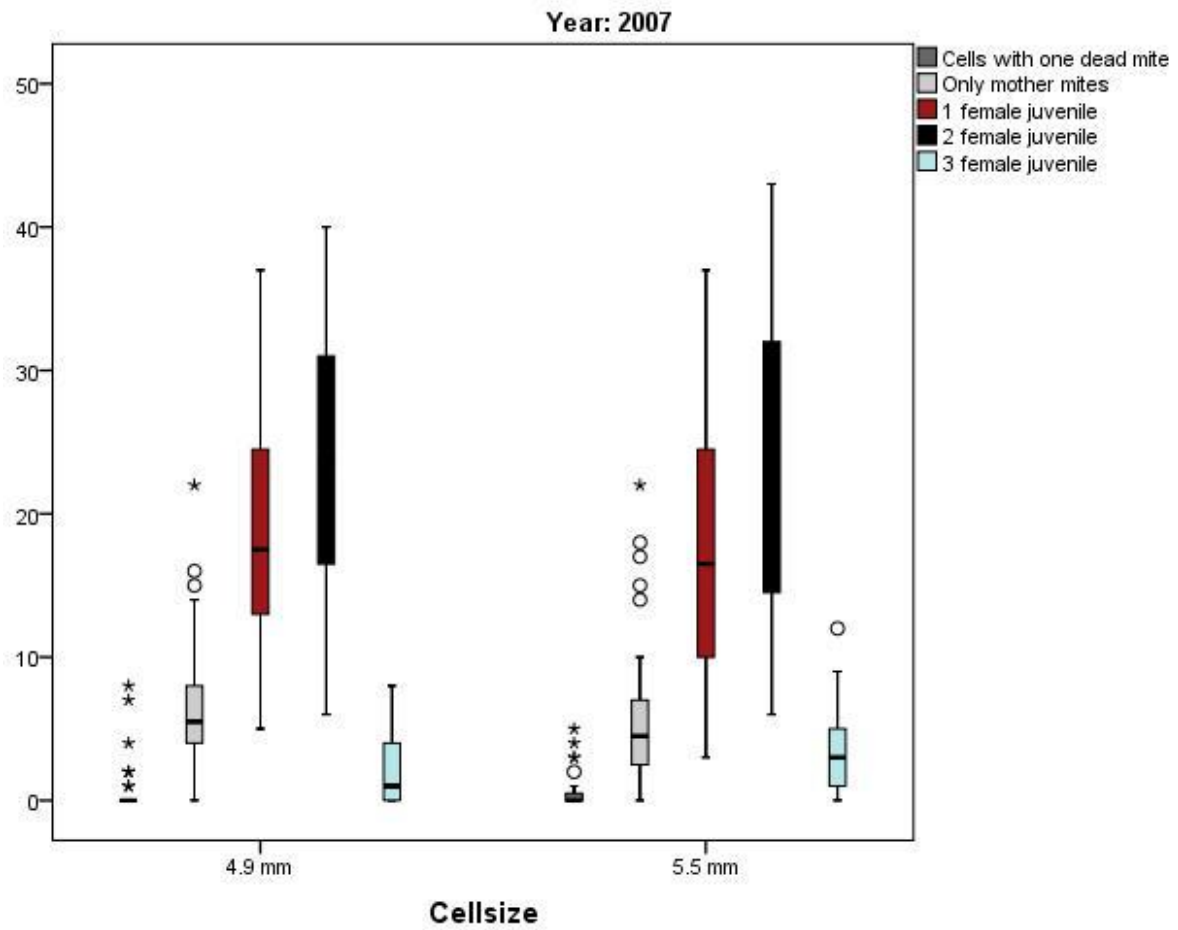 Year: 2007
Cells with one dead mite
Only mother mites
1 female juvenile
2 female juvenile
3 female juvenile
50
40
30
20
10
0
4.9 mm 5.5 mm
Cellsize